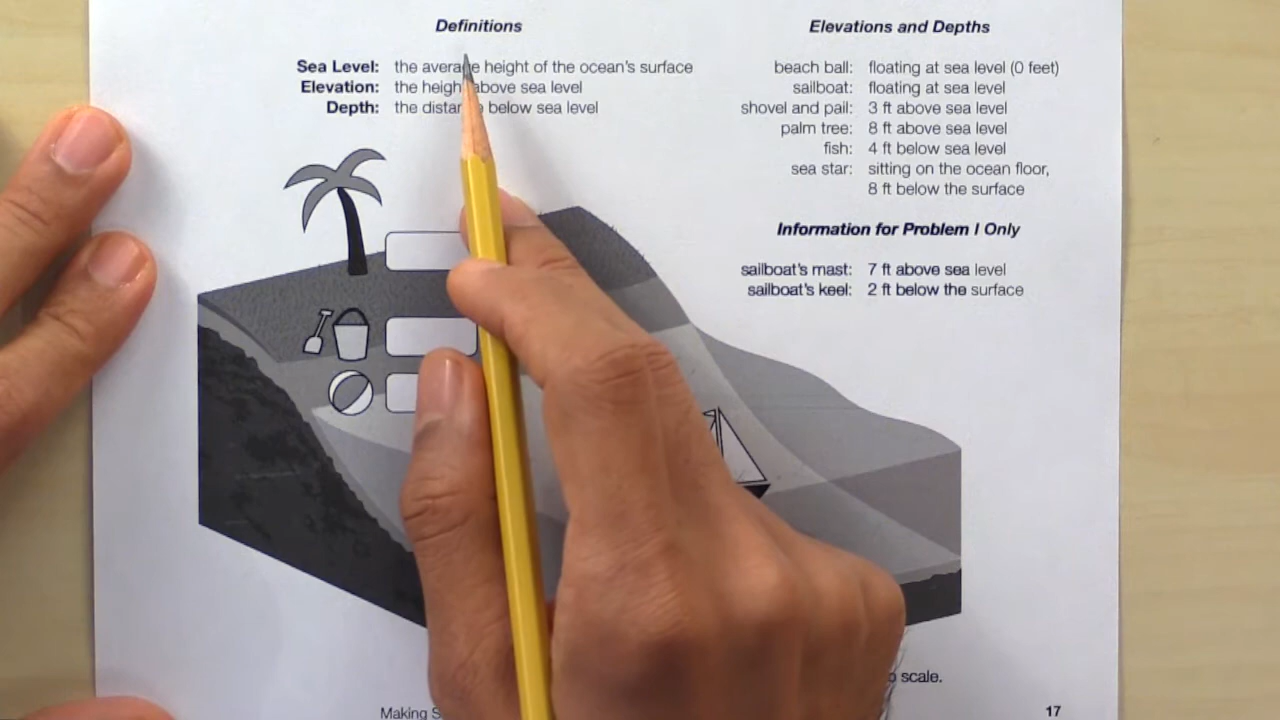 Definitions
Sea Level: the average height of the ocean's surface
Elevation: the height above sea level
Depth: the distance below sea level
Elevations and Depths
beach ball: floating at sea level (0 feet)
sailboat: floating at sea level
shovel and pail: 3 ft above sea level
palm tree: 8 ft above sea level
fish: 4 ft below sea level
sea star: sitting on the ocean floor,
8 ft below the surface
Information for Problem I Only
sailboat's mast: 7 ft above sea level
sailboat's keel: 2 ft below the surface
scale.
Making
17